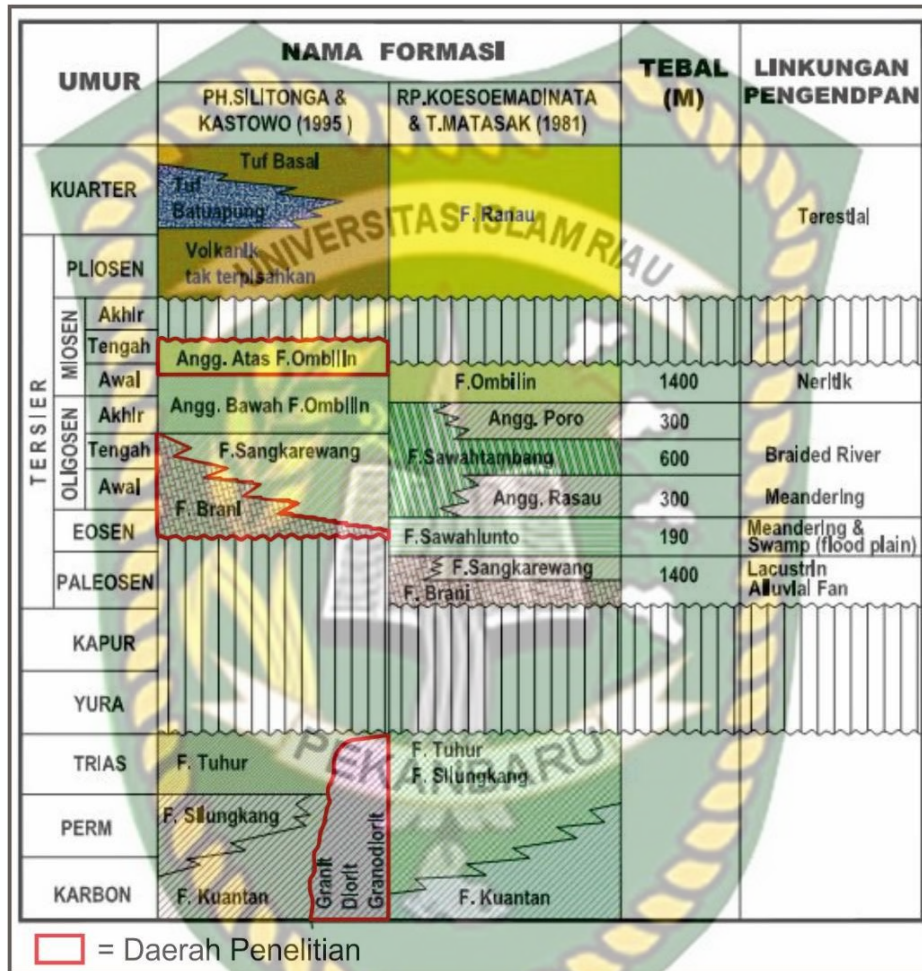 UMUR
NAMA FORMASI
TEBAL
(M)
LINKUNGAN
PENGENDPAN
PH.SILITONGA &
KASTOWO (1995 )
RP.KOESOEMADINATA
& T.MATASAK (1981)
KUARTER
Tuf Basal
Tuf
Batuapung
F. Ranau
Terestial
UNIVERSITAS ISLAM RIAU
TERSIER
PLIOSEN
Volkanik
tak terpisahkan
MIOSEN
Akhir
Tengah
Angg. Atas F.Ombilin
Awal
F.Ombilin
1400
Neritik
OLIGOSEN
Akhir
Angg. Bawah F.Ombilin
Angg. Poro
300
Tengah
F.Sangkarewang
F.Sawahtambang
600
Braided River
Awal
F. Brani
Angg. Rasau
300
Meandering
EOSEN
F.Sawahlunto
190
Meandering &
Swamp (flood plain)
PALEOSEN
F.Sangkarewang
F. Brani
1400
Lacustrin
Alluvial Fan
KAPUR
YURA
PEKANBARU
TRIAS
F. Tuhur
F. Tuhur
F. Silungkang
PERM
F. Silungkang
KARBON
F. Kuantan
Granit
Diorit
Granodiorit
F. Kuantan
= Daerah Penelitian